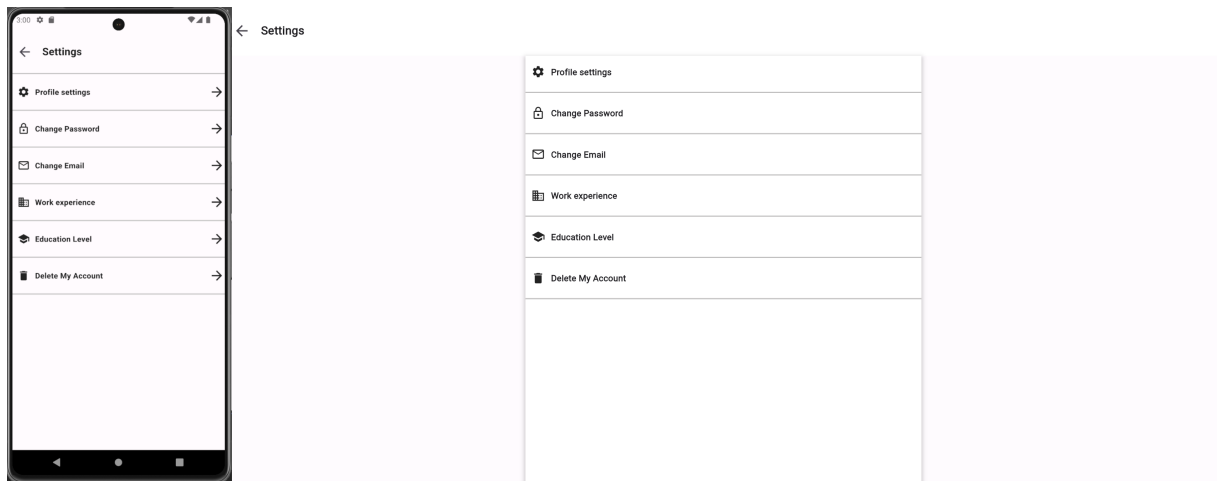 3:00
Settings
Profile settings
Change Password
Change Email
Work experience
Education Level
Delete My Account
Settings
Profile settings
Change Password
Change Email
Work experience
Education Level
Delete My Account